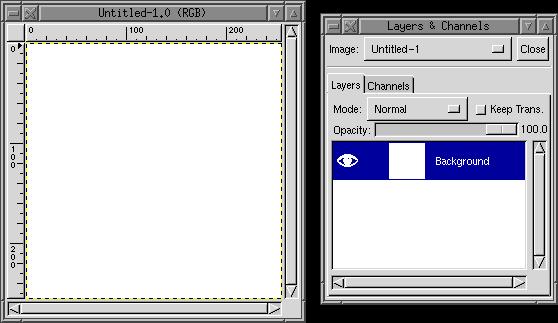 Untitled-1.0 (RGB)
0 100 200
0
100
200
Layers & Channels
Image: Untitled-1 Close
Layers Channels
Mode: Normal Keep Trans.
Opacity: 100.0
Background